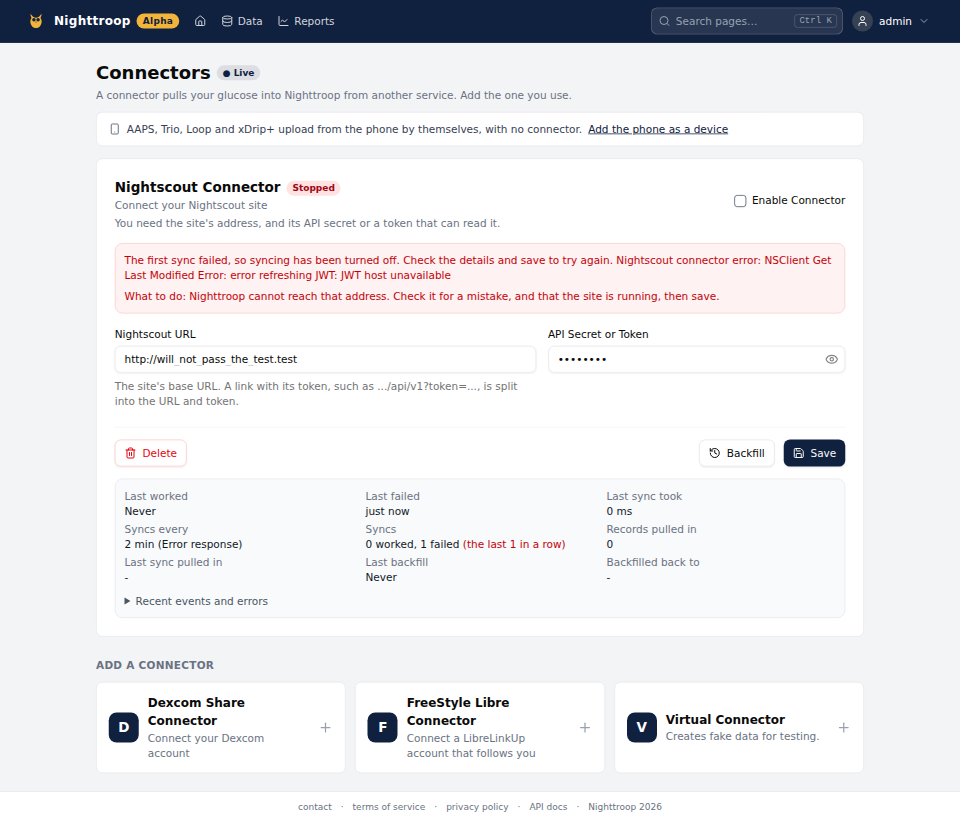 Nighttroop Alpha Data Reports Search pages... Ctrl K admin
Connectors Live
A connector pulls your glucose into Nighttroop from another service. Add the one you use.
AAPS, Trio, Loop and xDrip+ upload from the phone by themselves, with no connector. Add the phone as a device
Nightscout Connector Stopped
Connect your Nightscout site
You need the site's address, and its API secret or a token that can read it.
Enable Connector
The first sync failed, so syncing has been turned off. Check the details and save to try again. Nightscout connector error: NSClient Get
Last Modified Error: error refreshing JWT: JWT host unavailable
What to do: Nighttroop cannot reach that address. Check it for a mistake, and that the site is running, then save.
Nightscout URL
http://will_not_pass_the_test.test
The site's base URL. A link with its token, such as .../api/v1?token=..., is split
into the URL and token.
API Secret or Token
••••••••
Delete Backfill Save
Last worked
Never
Last failed
just now
Last sync took
0 ms
Syncs every
2 min (Error response)
Syncs
0 worked, 1 failed (the last 1 in a row)
Records pulled in
0
Last sync pulled in
-
Last backfill
Never
Backfilled back to
-
Recent events and errors
ADD A CONNECTOR
D
Dexcom Share
Connector
Connect your Dexcom
account
F
FreeStyle Libre
Connector
Connect a LibreLinkUp
account that follows you
V
Virtual Connector
Creates fake data for testing.
contact · terms of service · privacy policy · API docs · Nighttroop 2026